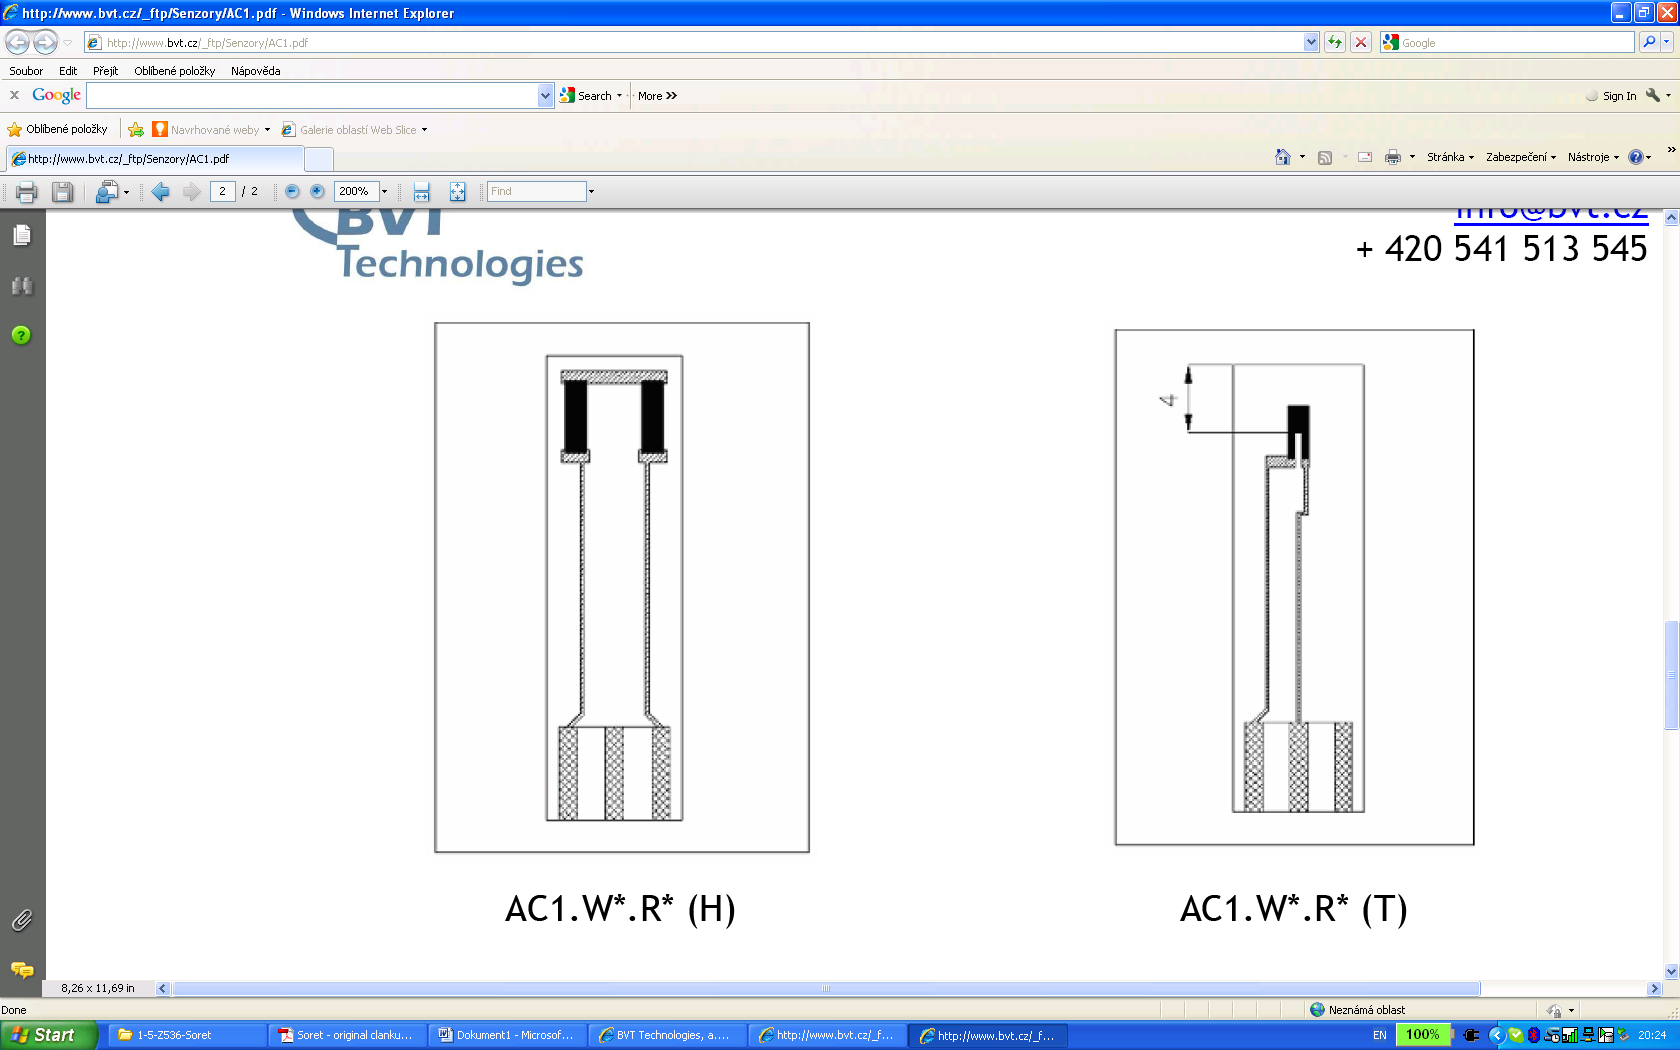 http://www.bvt.cz/_ftp/Senzory/AC1.pdf - Windows Internet Explorer
http://www.bvt.cz/_ftp/Senzory/AC1.pdf
Google
Soubor Edit Přejít Oblíbené položky Nápověda
x Google Search More Sign In
Oblíbené položky Navrhované weby Galerie oblastí Web Slice
http://www.bvt.cz/_ftp/Senzory/AC1.pdf
Stránka Zabezpečení Nástroje
2 / 2 200% Find
BVT
Technologies
info@bvt.cz
+ 420 541 513 545
4
AC1.W*.R* (H)
AC1.W*.R* (T)
8,26 x 11,69 in
Done
Neznámá oblast
Start 1-5-Z536-Soret Soret - original clanku... Dokument1 - Microsof... BVT Technologies, a.... http://www.bvt.cz/_f... http://www.bvt.cz/_f... EN 100% 20:24